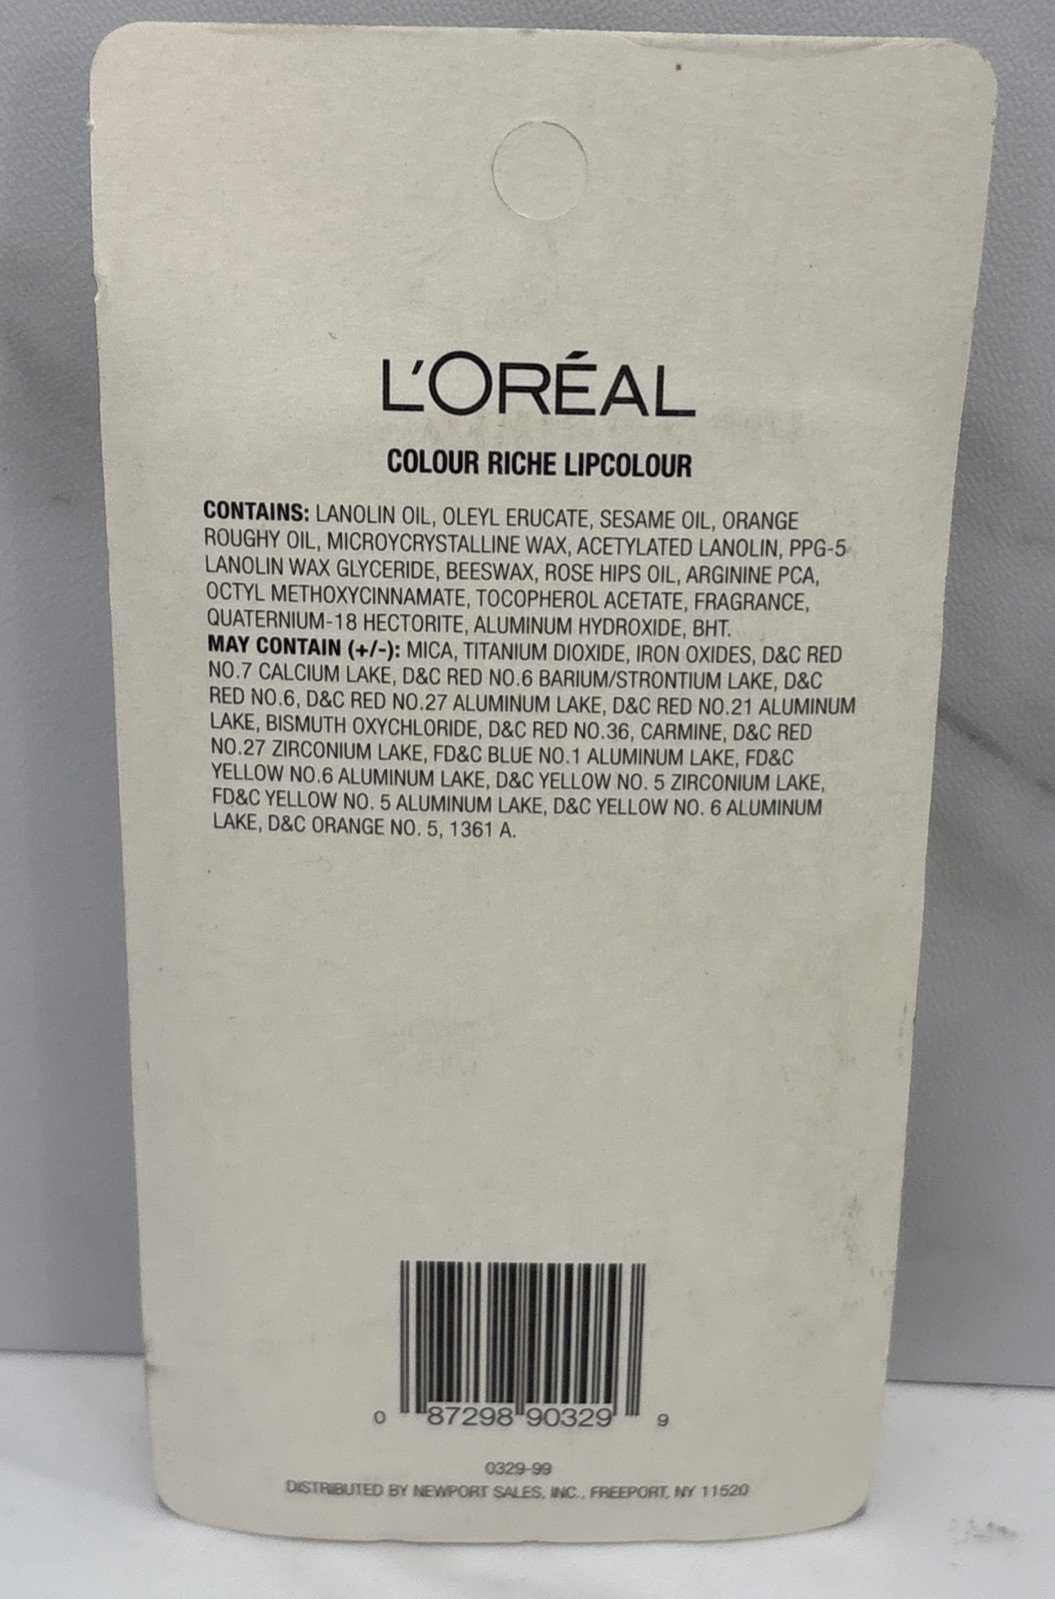 L'ORÉAL
COLOUR RICHE LIPCOLOUR
CONTAINS: LANOLIN OIL, OLEYL ERUCATE, SESAME OIL, ORANGE
ROUGHY OIL, MICROYCRYSTALLINE WAX, ACETYLATED LANOLIN, PPG-5
LANOLIN WAX GLYCERIDE, BEESWAX, ROSE HIPS OIL, ARGININE PCA,
OCTYL METHOXYCINNAMATE, TOCOPHEROL ACETATE, FRAGRANCE,
QUATERNIUM-18 HECTORITE, ALUMINUM HYDROXIDE, BHT.
MAY CONTAIN (+/-): MICA, TITANIUM DIOXIDE, IRON OXIDES, D&C RED
NO.7 CALCIUM LAKE, D&C RED NO.6 BARIUM/STRONTIUM LAKE, D&C
RED NO.6, D&C RED NO.27 ALUMINUM LAKE, D&C RED NO.21 ALUMINUM
LAKE, BISMUTH OXYCHLORIDE, D&C RED NO.36, CARMINE, D&C RED
NO.27 ZIRCONIUM LAKE, FD&C BLUE NO.1 ALUMINUM LAKE, FD&C
YELLOW NO.6 ALUMINUM LAKE, D&C YELLOW NO. 5 ZIRCONIUM LAKE,
FD&C YELLOW NO. 5 ALUMINUM LAKE, D&C YELLOW NO. 6 ALUMINUM
LAKE, D&C ORANGE NO. 5, 1361 A.
0 87298 90329 9
0329-99
DISTRIBUTED BY NEWPORT SALES, INC., FREEPORT, NY 11520